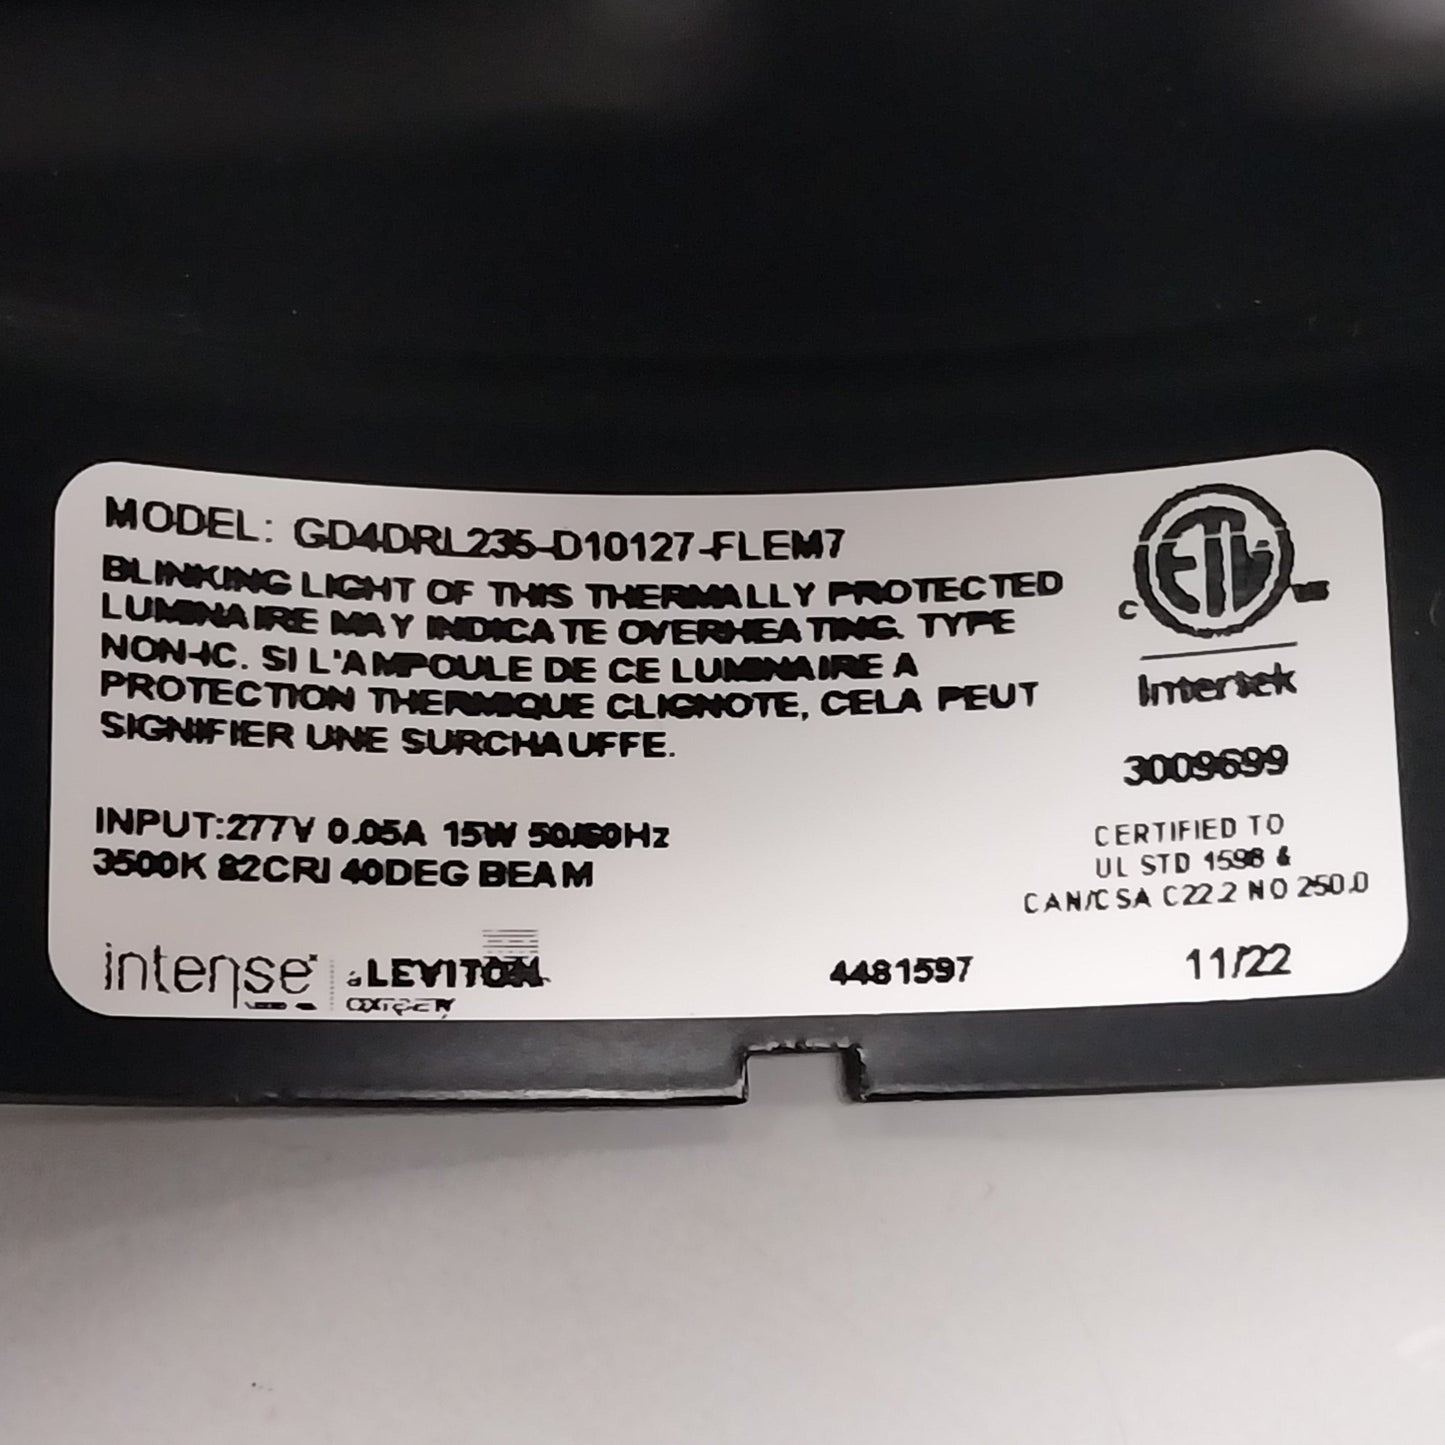 MODEL: GD4DRL235-D10127-FLEM7
BLINKING LIGHT OF THIS THERMALLY PROTECTED
LUMINAIRE MAY INDICATE OVERHEATING. TYPE
NON-IC. SI L'AMPOULE DE CE LUMINAIRE A
PROTECTION THERMIQUE CLIGNOTE, CELA PEUT
SIGNIFIER UNE SURCHAUFFE.
INPUT:277V 0.05A 15W 50/60Hz
3500K 82CRI 40DEG BEAM
intense
a LEVITON
4481597
C ETL US
Intertek
3009699
CERTIFIED TO
UL STD 1598 &
CAN/CSA C22.2 NO 250.0
11/22